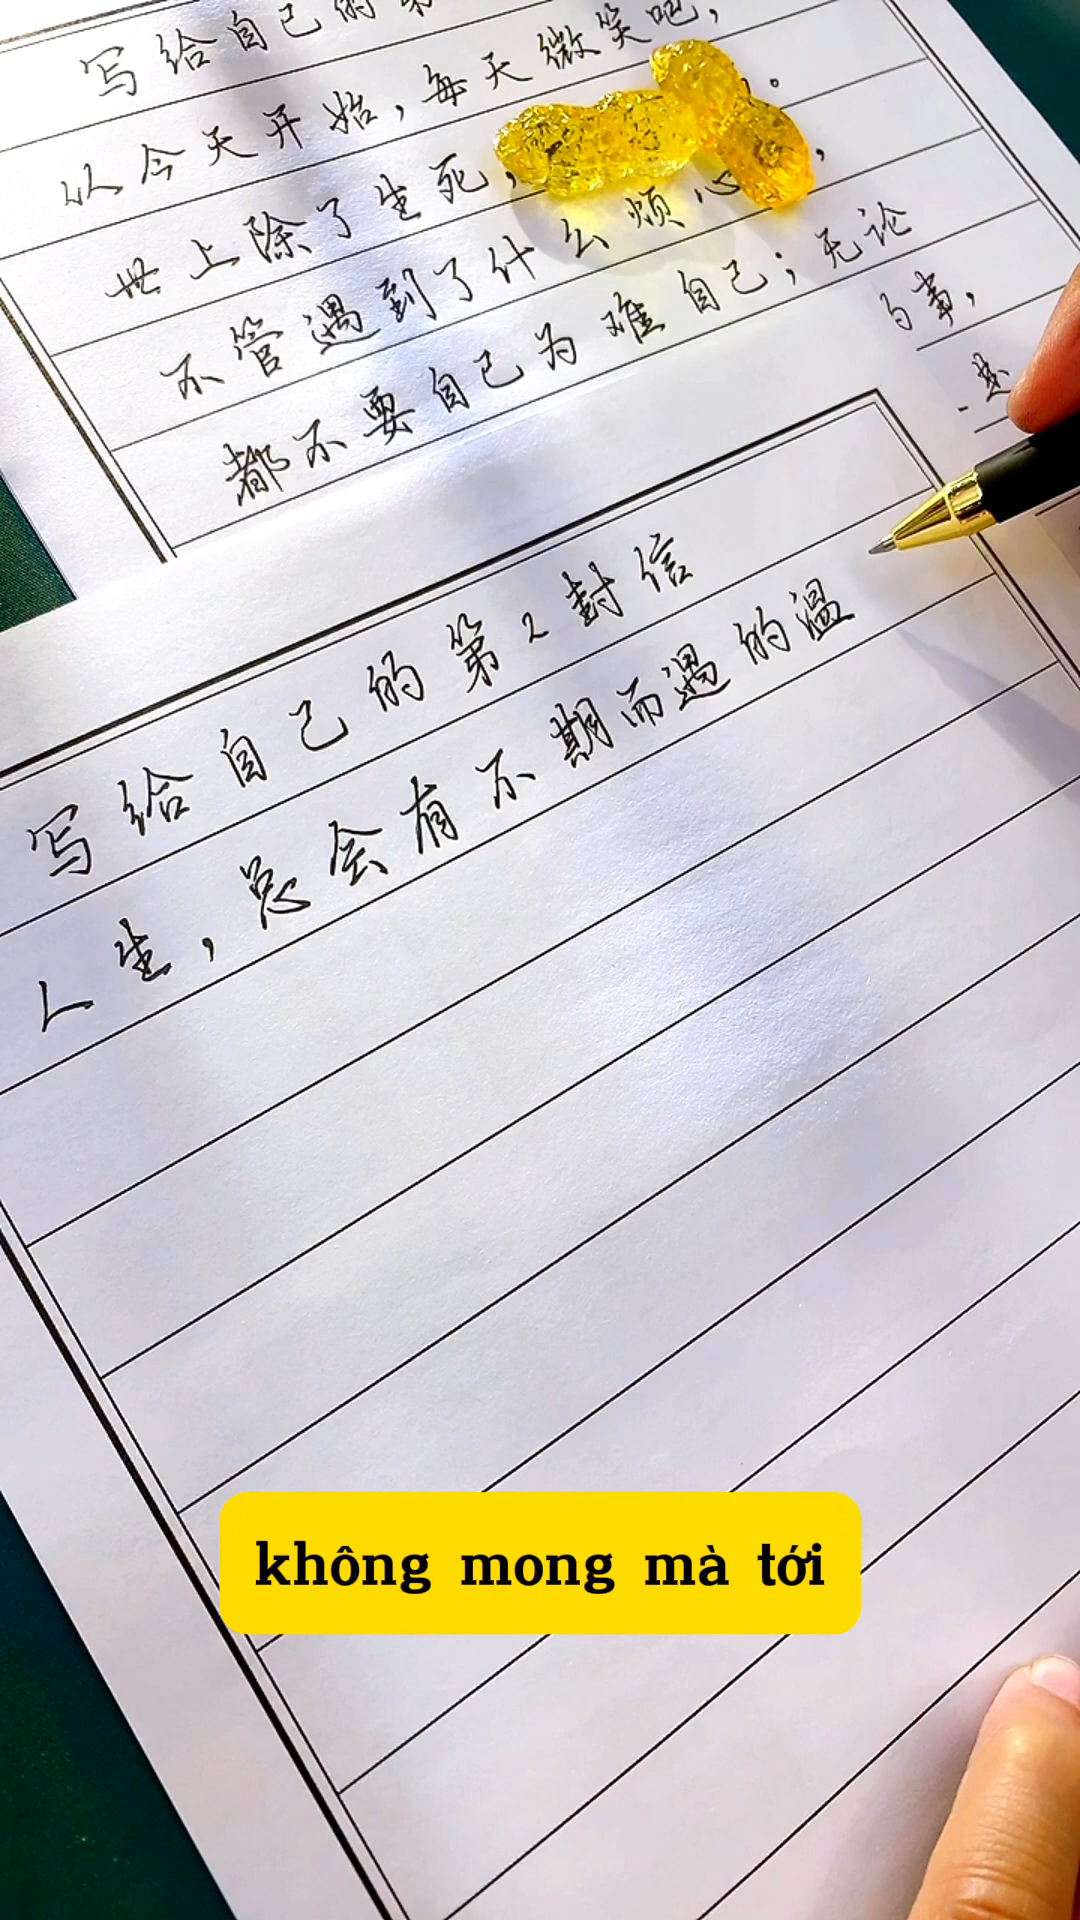 写给自己的第
从今天开始，每天微笑吧，
世上除了生死，
不管遇到了什么烦心
都不要自己为难自己；无论
的事，
写给自己的第2封信
人生，总会有不期而遇的温
không mong mà tới